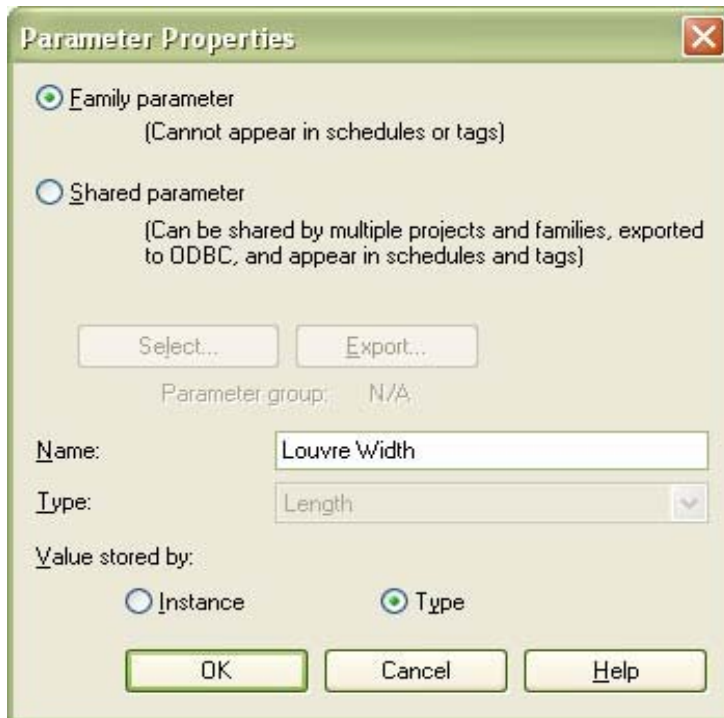 Parameter Properties
Family parameter
(Cannot appear in schedules or tags)
Shared parameter
(Can be shared by multiple projects and families, exported
to ODBC, and appear in schedules and tags)
Select... Export...
Parameter group: N/A
Name: Louvre Width
Type: Length
Value stored by:
Instance Type
OK Cancel Help